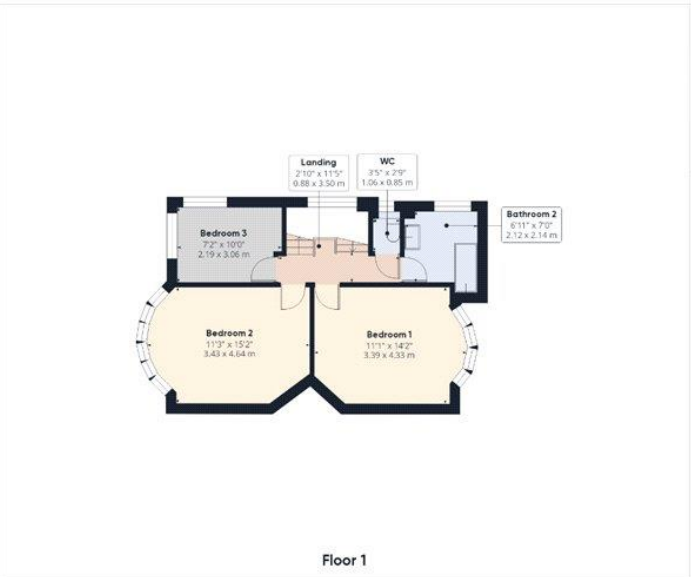 Landing
2'10" x 11'5"
0.88 x 3.50 m
WC
3'5" x 2'9"
1.06 x 0.85 m
Bathroom 2
6'11" x 7'0"
2.12 x 2.14 m
Bedroom 3
7'2" x 10'0"
2.19 x 3.06 m
Bedroom 2
11'3" x 15'2"
3.43 x 4.64 m
Bedroom 1
11'1" x 14'2"
3.39 x 4.33 m
Floor 1